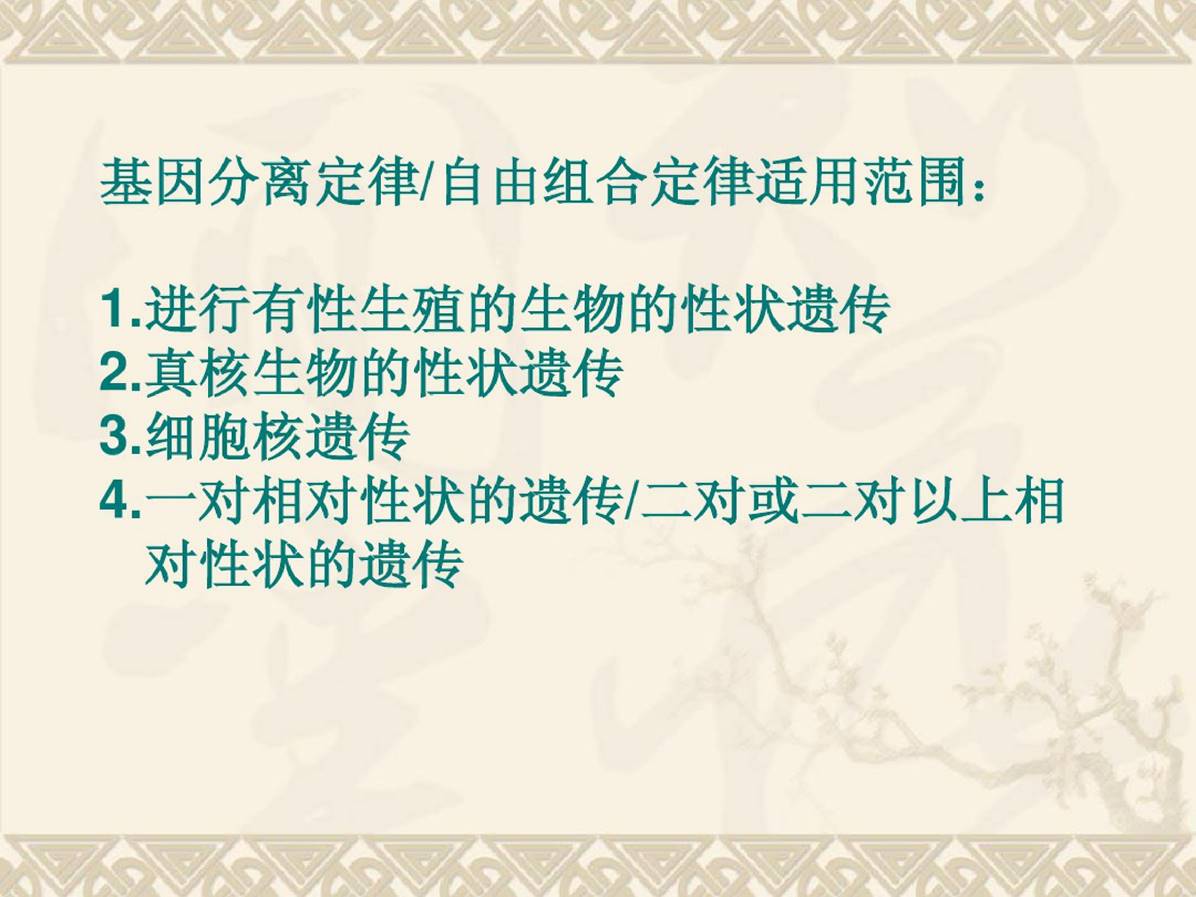 基因分离定律/自由组合定律适用范围：
1.进行有性生殖的生物的性状遗传
2.真核生物的性状遗传
3.细胞核遗传
4.一对相对性状的遗传/二对或二对以上相
对性状的遗传